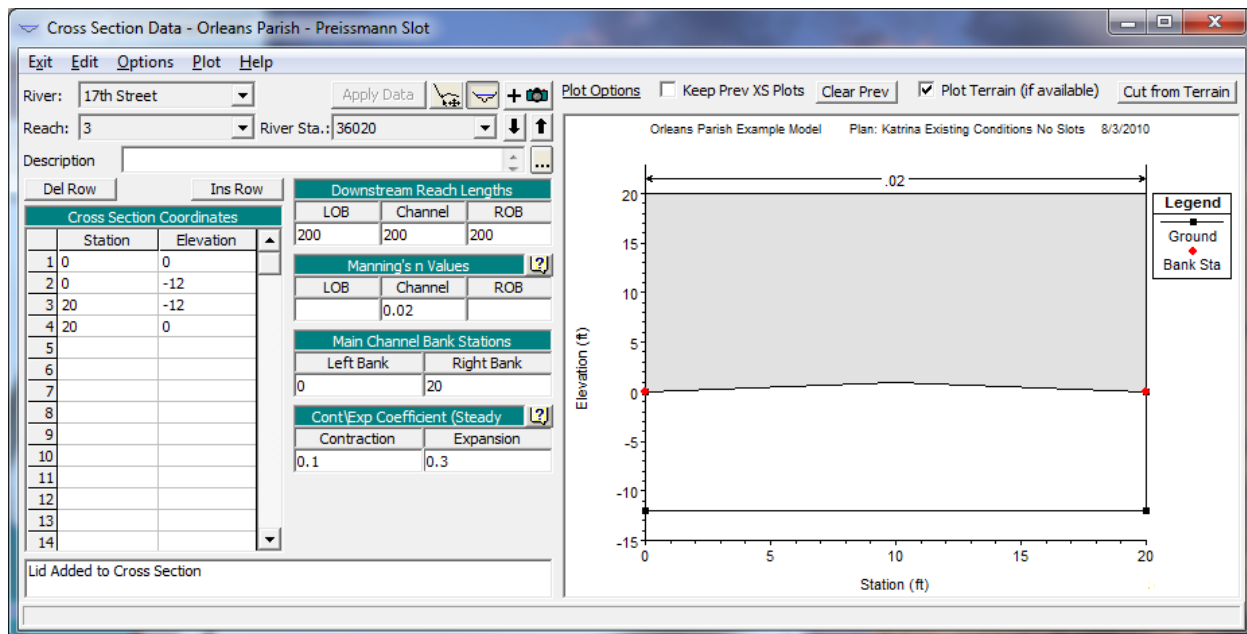 Cross Section Data - Orleans Parish - Preissmann Slot
Exit Edit Options Plot Help
River: 17th Street Apply Data
Plot Options Keep Prev XS Plots Clear Prev Plot Terrain (if available) Cut from Terrain
Reach: 3 River Sta.: 36020
Description ...
Del Row Ins Row
Cross Section Coordinates
Station Elevation
1 0 0
2 0 -12
3 20 -12
4 20 0
5
6
7
8
9
10
11
12
13
14
Downstream Reach Lengths
LOB Channel ROB
200 200 200
Manning's n Values
LOB Channel ROB
0.02
Main Channel Bank Stations
Left Bank Right Bank
0 20
Cont\Exp Coefficient (Steady
Contraction Expansion
0.1 0.3
Lid Added to Cross Section
Orleans Parish Example Model Plan: Katrina Existing Conditions No Slots 8/3/2010
.02
20
15
10
5
0
-5
-10
-15
Elevation (ft)
0 5 10 15 20
Station (ft)
Legend
Ground
Bank Sta